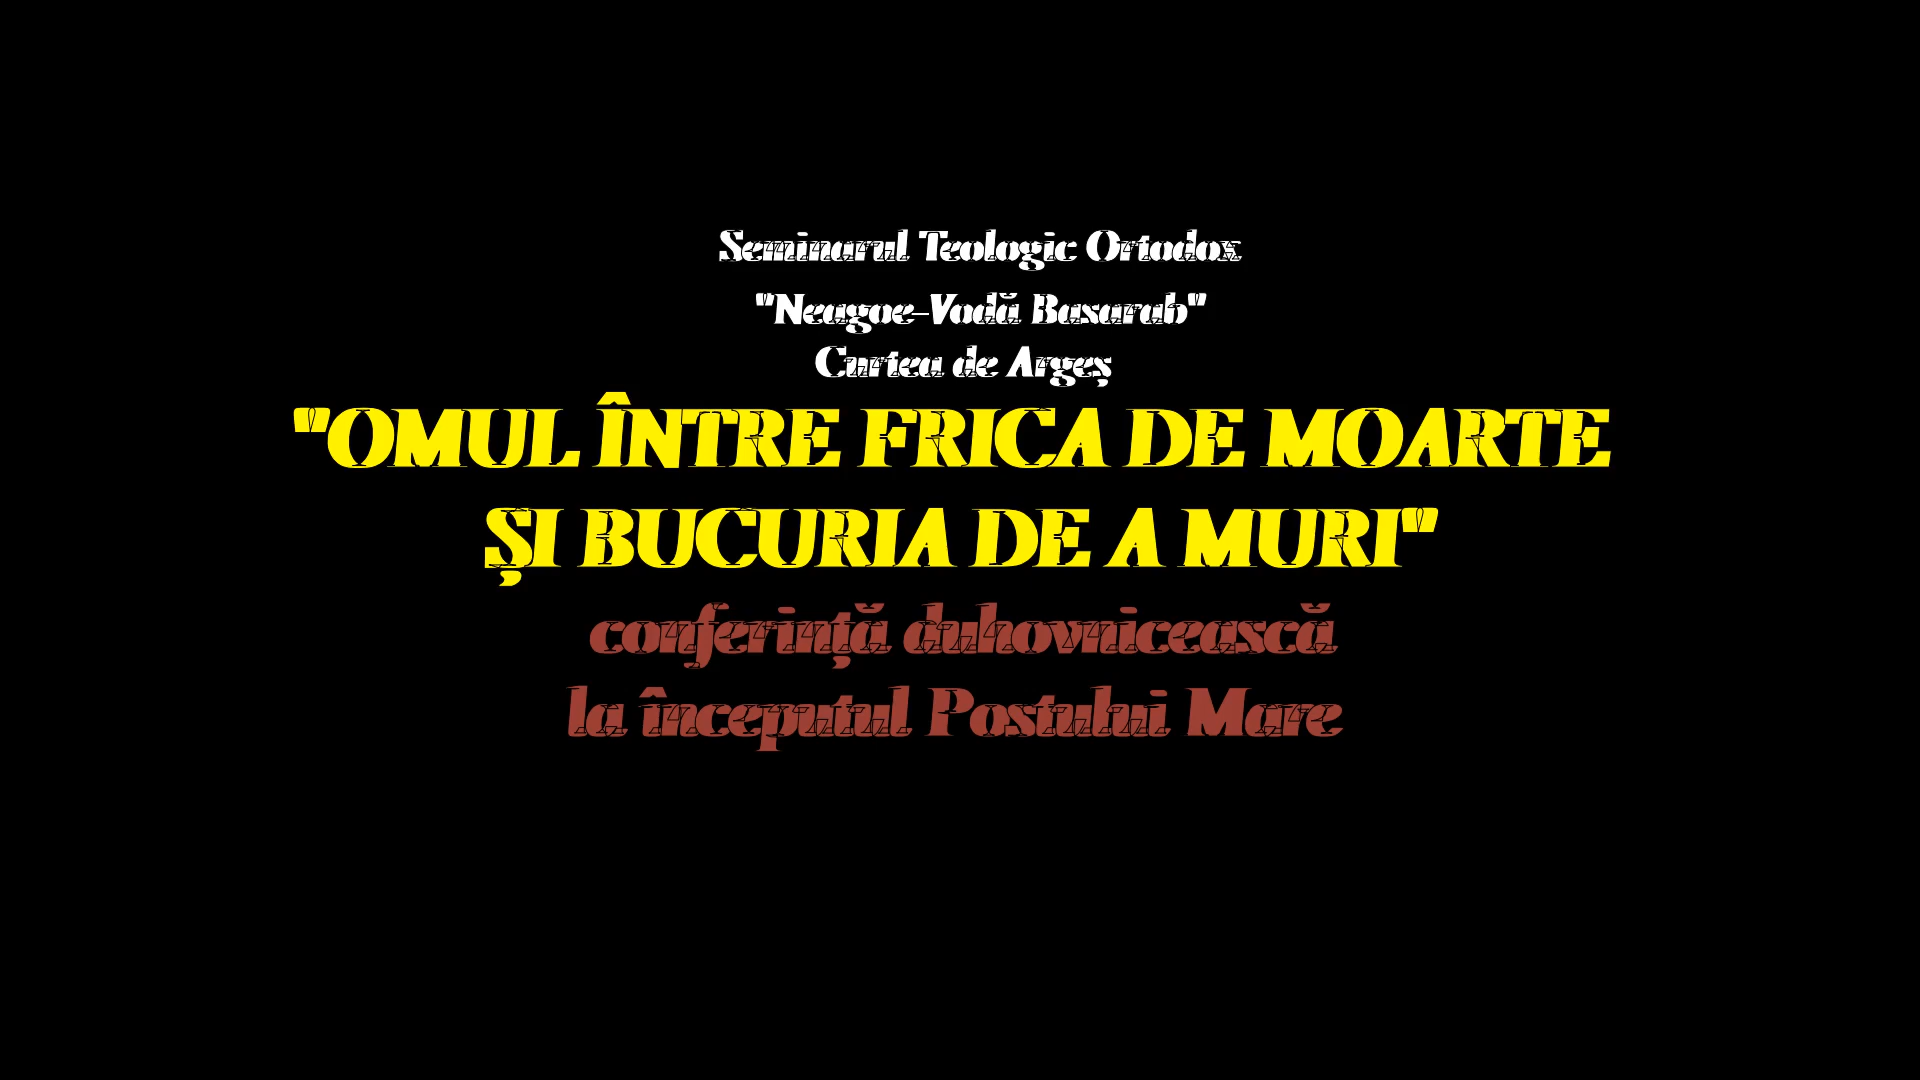 Seminarul Teologic Ortodox
"Neagoe-Vodă Basarab"
Curtea de Argeș
"OMUL ÎNTRE FRICA DE MOARTE
ȘI BUCURIA DE A MURI"
conferință duhovnicească
la începutul Postului Mare